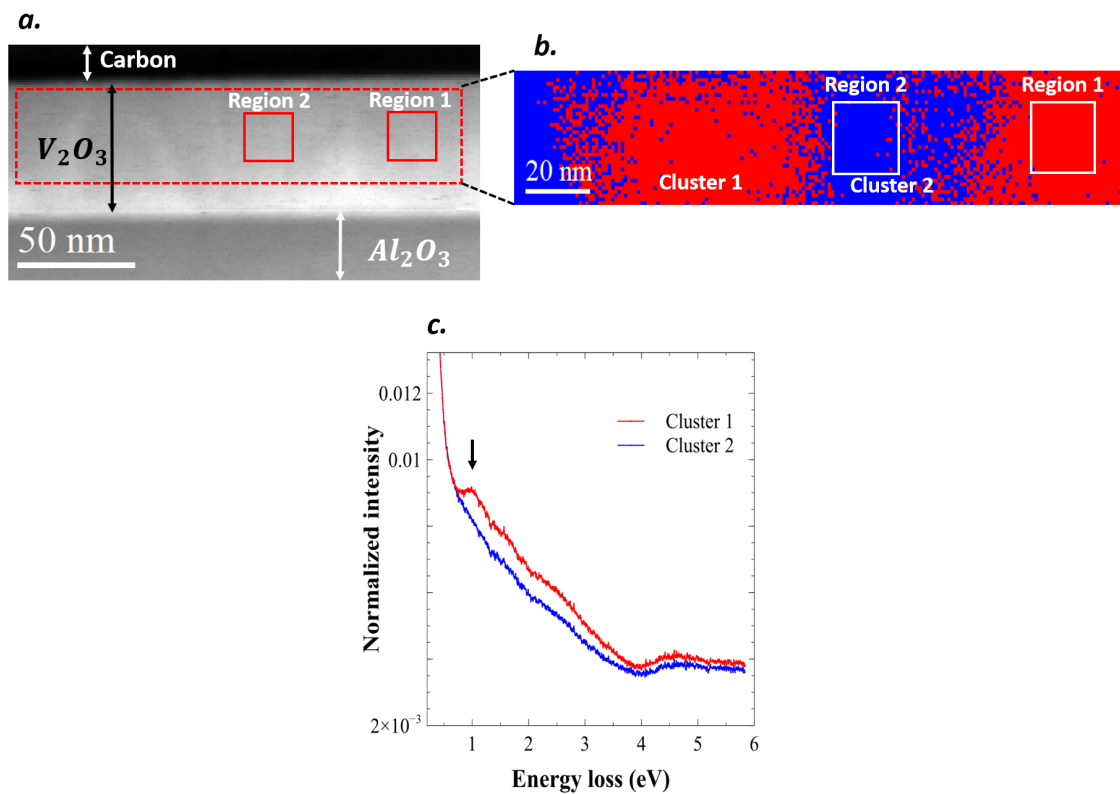 a.
Carbon
Region 2
Region 1
V₂O₃
50 nm
Al₂O₃
b.
Region 2
Region 1
20 nm
Cluster 1
Cluster 2
c.
0.012
0.01
2×10⁻³
Normalized intensity
Cluster 1
Cluster 2
1 2 3 4 5 6
Energy loss (eV)